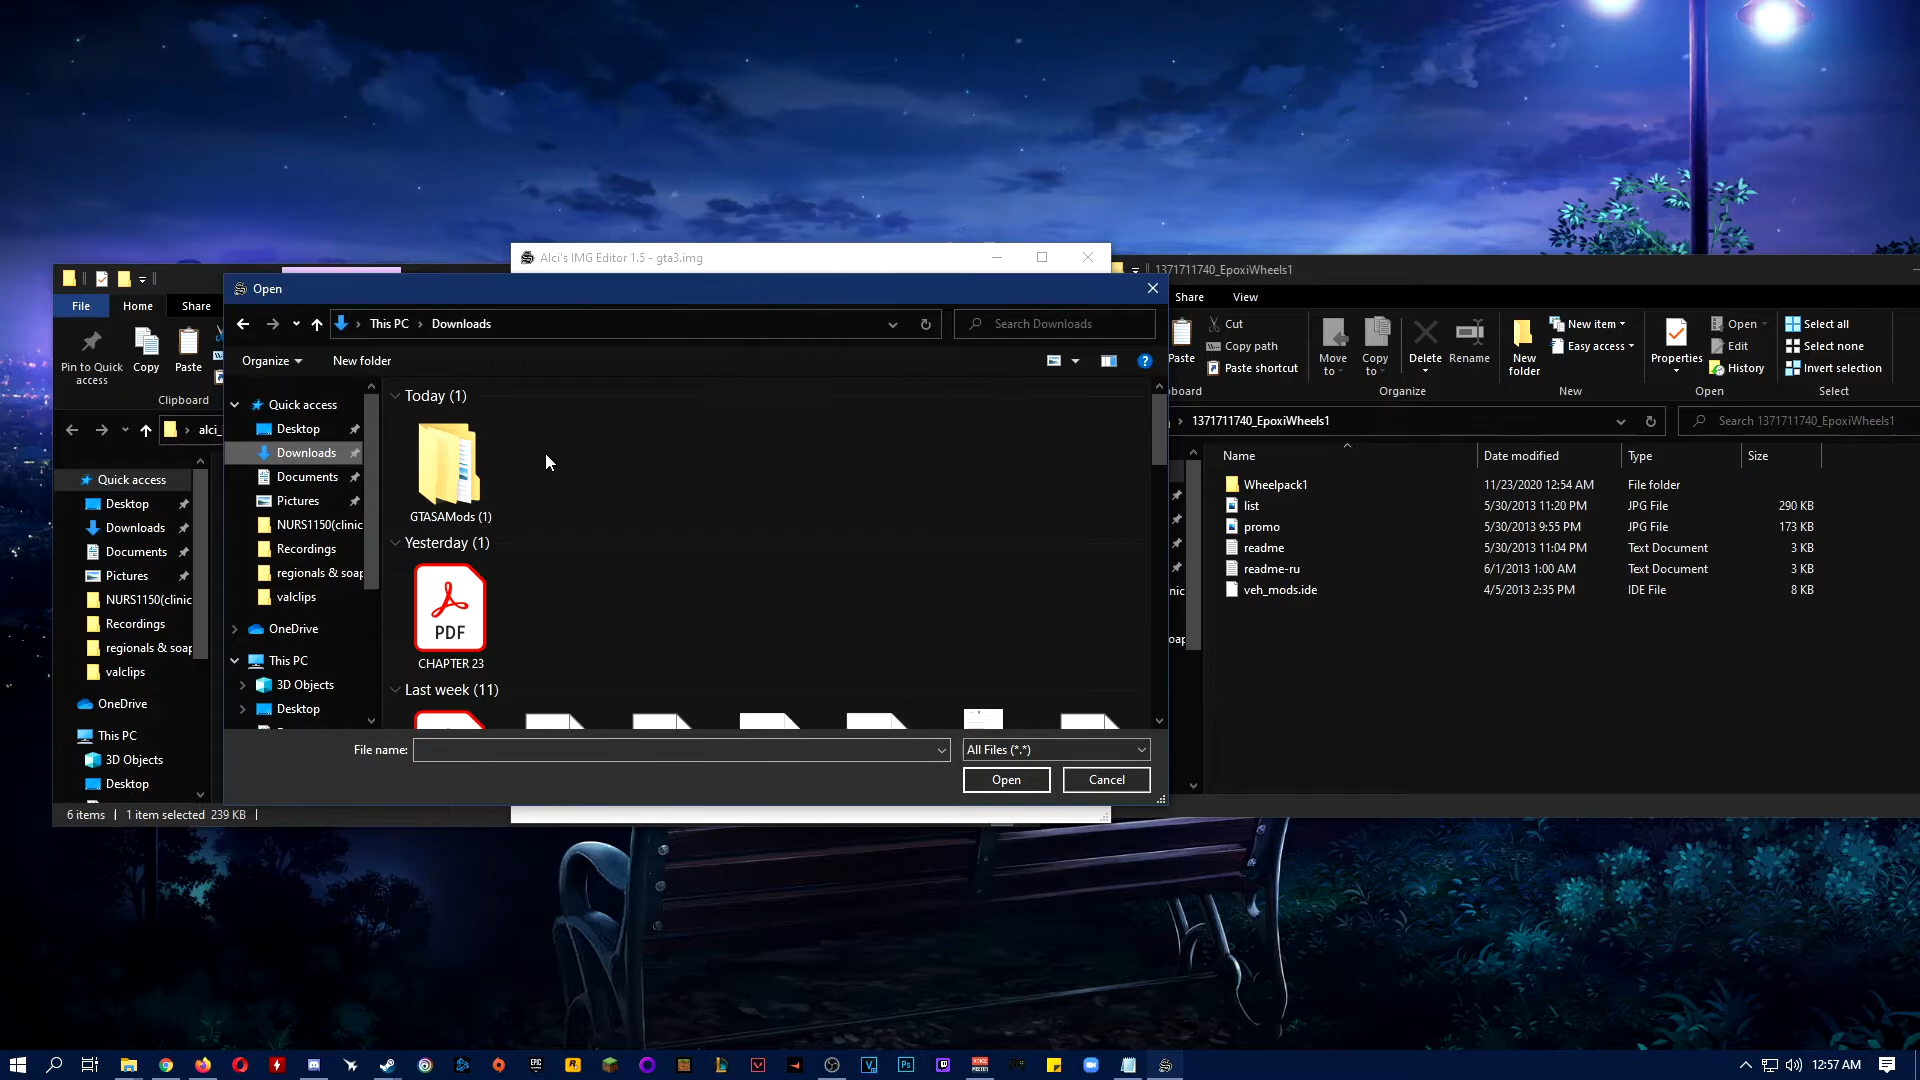 Alci's IMG Editor 1.5 - gta3.img
1371711740_EpoxiWheels1
Open
File
Home
Share
Share
View
This PC
Downloads
Search Downloads
Organize
New folder
Pin to Quick access
Copy
Paste
Clipboard
Paste
Cut
Copy path
Paste shortcut
Move to
Copy to
Delete
Rename
Organize
New folder
New item
Easy access
New
Properties
Open
Edit
History
Open
Select all
Select none
Invert selection
Select
alci_
1371711740_EpoxiWheels1
Search 1371711740_EpoxiWheels1
Quick access
Desktop
Downloads
Documents
Pictures
NURS1150(clinic
Recordings
regionals & soap
valclips
OneDrive
This PC
3D Objects
Desktop
Quick access
Desktop
Downloads
Documents
Pictures
NURS1150(clinic
Recordings
regionals & soap
valclips
OneDrive
This PC
3D Objects
Desktop
Today (1)
GTASAMods (1)
Yesterday (1)
PDF
CHAPTER 23
Last week (11)
Name Date modified Type Size
Wheelpack1 11/23/2020 12:54 AM File folder
list 5/30/2013 11:20 PM JPG File 290 KB
promo 5/30/2013 9:55 PM JPG File 173 KB
readme 5/30/2013 11:04 PM Text Document 3 KB
readme-ru 6/1/2013 1:00 AM Text Document 3 KB
veh_mods.ide 4/5/2013 2:35 PM IDE File 8 KB
File name:
All Files (*.*)
Open
Cancel
6 items 1 item selected 239 KB
12:57 AM